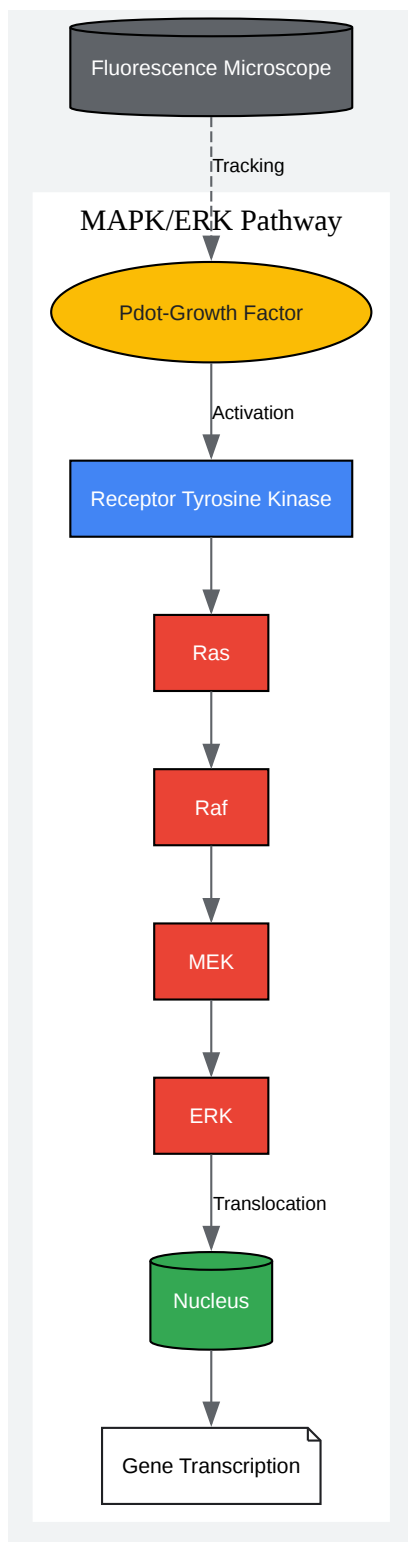 Fluorescence Microscope
Tracking
MAPK/ERK Pathway
Pdot-Growth Factor
Activation
Receptor Tyrosine Kinase
Ras
Raf
MEK
ERK
Translocation
Nucleus
Gene Transcription